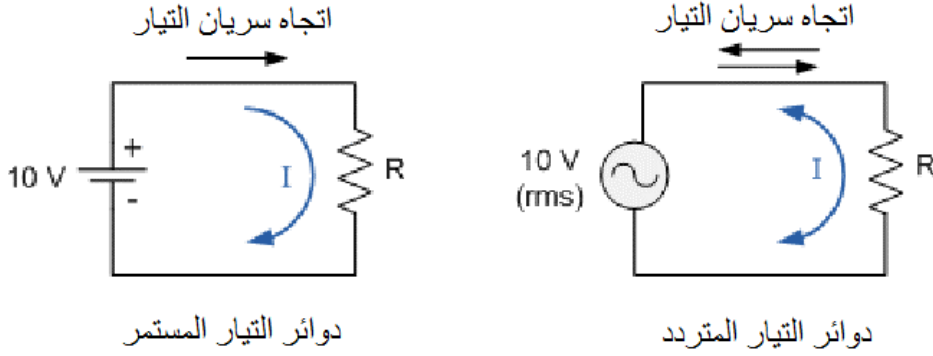 اتجاه سريان التيار
+
10 V
-
I
R
دوائر التيار المستمر
اتجاه سريان التيار
10 V
(rms)
I
R
دوائر التيار المتردد